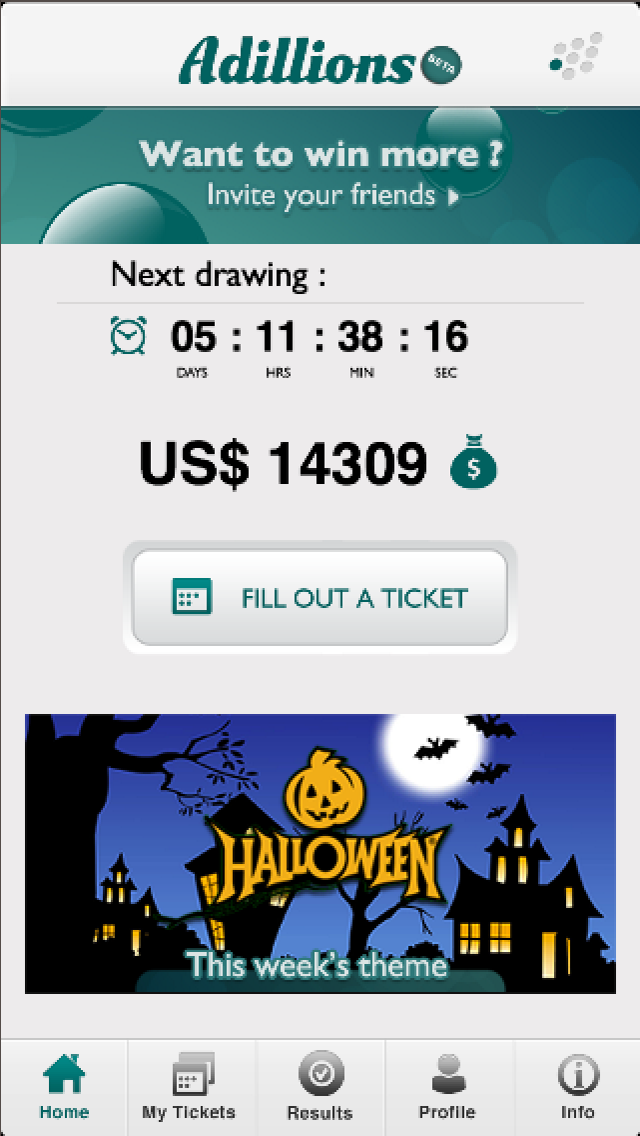 Adillions BETA
Want to win more ?
Invite your friends
Next drawing :
05 : 11 : 38 : 16
DAYS HRS MIN SEC
US$ 14309 $
FILL OUT A TICKET
HALLOWEEN
This week's theme
Home My Tickets Results Profile Info